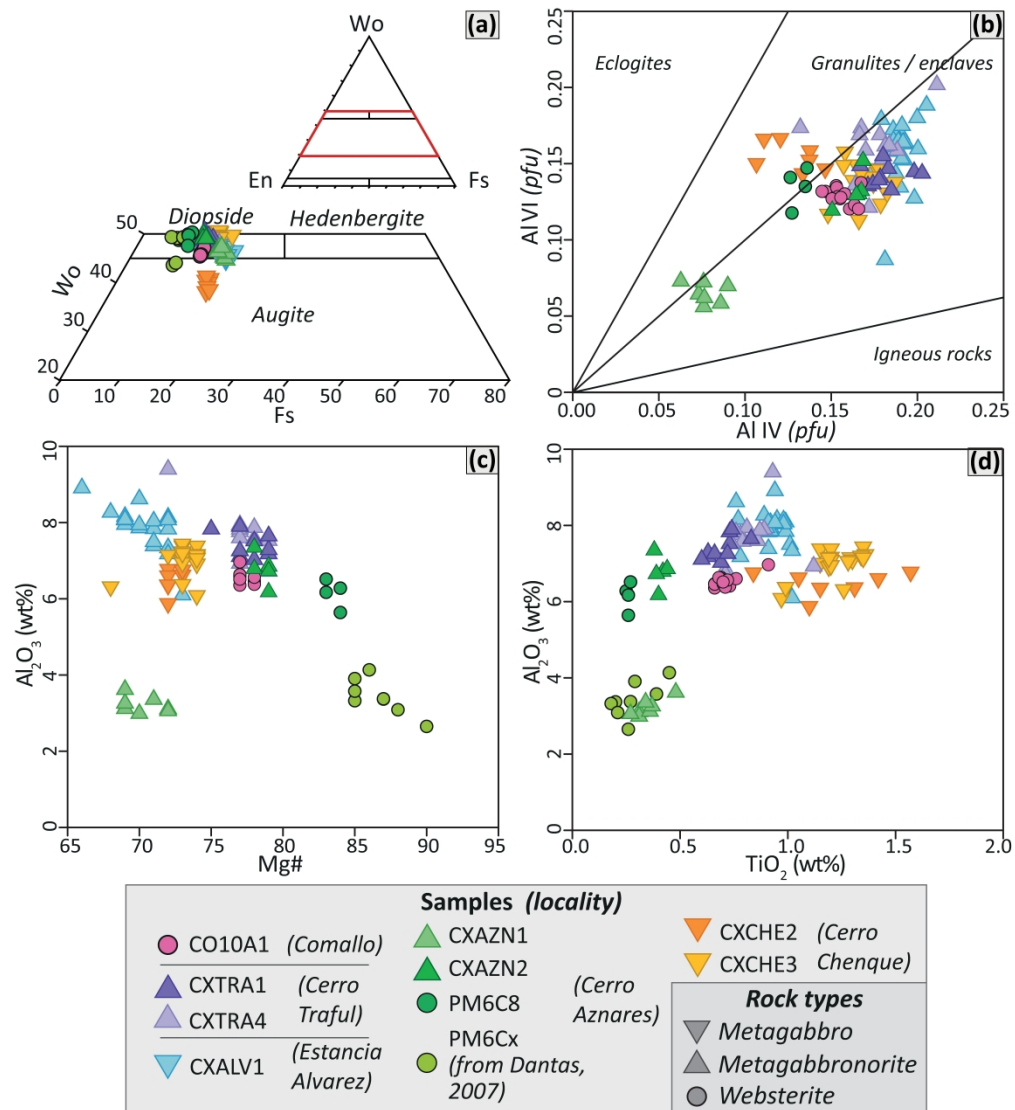 (a)
Wo
En
Fs
Diopside
Hedenbergite
Augite
50
40
30
20
Wo
0
10
20
30
40
50
60
70
80
Fs
(b)
Eclogites
Granulites / enclaves
Igneous rocks
0.25
0.20
0.15
0.10
0.05
0
Al VI (pfu)
0.00
0.05
0.10
0.15
0.20
0.25
Al IV (pfu)
(c)
10
8
6
4
2
0
Al₂O₃ (wt%)
65
70
75
80
85
90
95
Mg#
(d)
10
8
6
4
2
0
Al₂O₃ (wt%)
0.0
0.5
1.0
1.5
2.0
TiO₂ (wt%)
Samples (locality)
CO10A1 (Comallo)
CXTRA1 (Cerro
CXTRA4 Traful)
CXALV1 (Estancia
Alvarez)
CXAZN1
CXAZN2
PM6C8 (Cerro
Aznares)
PM6Cx
(from Dantas,
2007)
CXCHE2 (Cerro
CXCHE3 Chenque)
Rock types
Metagabbro
Metagabbronorite
Websterite